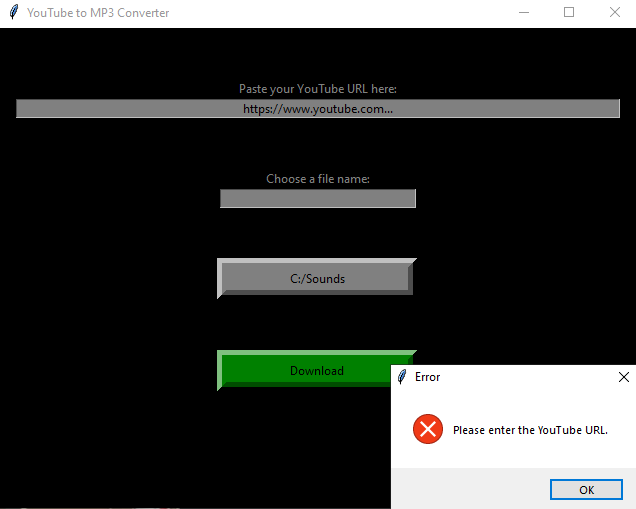 YouTube to MP3 Converter
Paste your YouTube URL here:
https://www.youtube.com...
Choose a file name:
C:/Sounds
Download
Error
Please enter the YouTube URL.
OK